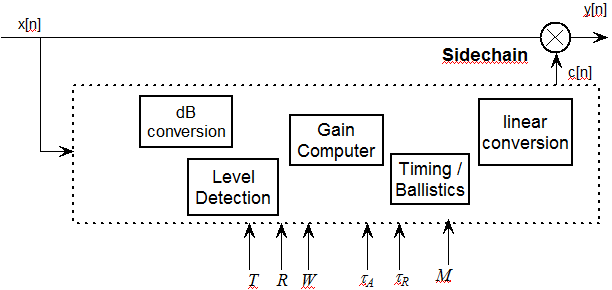 x[n]
y[n]
Sidechain
c[n]
dB
conversion
Level
Detection
Gain
Computer
Timing /
Ballistics
linear
conversion
T R W τA τR M